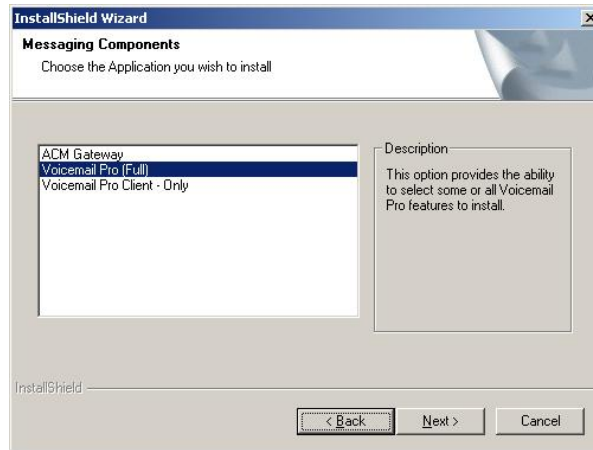 InstallShield Wizard
Messaging Components
Choose the Application you wish to install
ACM Gateway
Voicemail Pro (Full)
Voicemail Pro Client - Only
Description
This option provides the ability
to select some or all Voicemail
Pro features to install.
InstallShield
< Back
Next >
Cancel